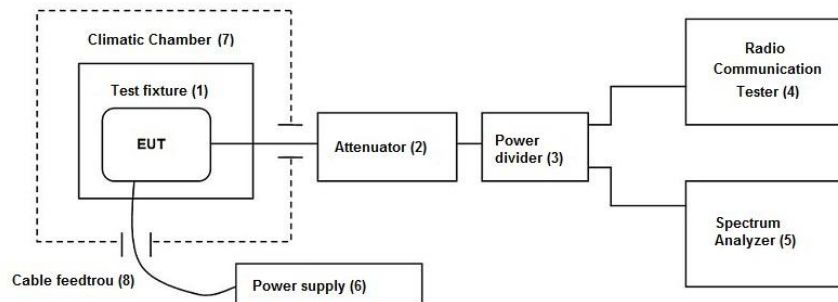 Climatic Chamber (7)
Test fixture (1)
EUT
Attenuator (2)
Power
divider (3)
Radio
Communication
Tester (4)
Spectrum
Analyzer (5)
Cable feedtrou (8)
Power supply (6)